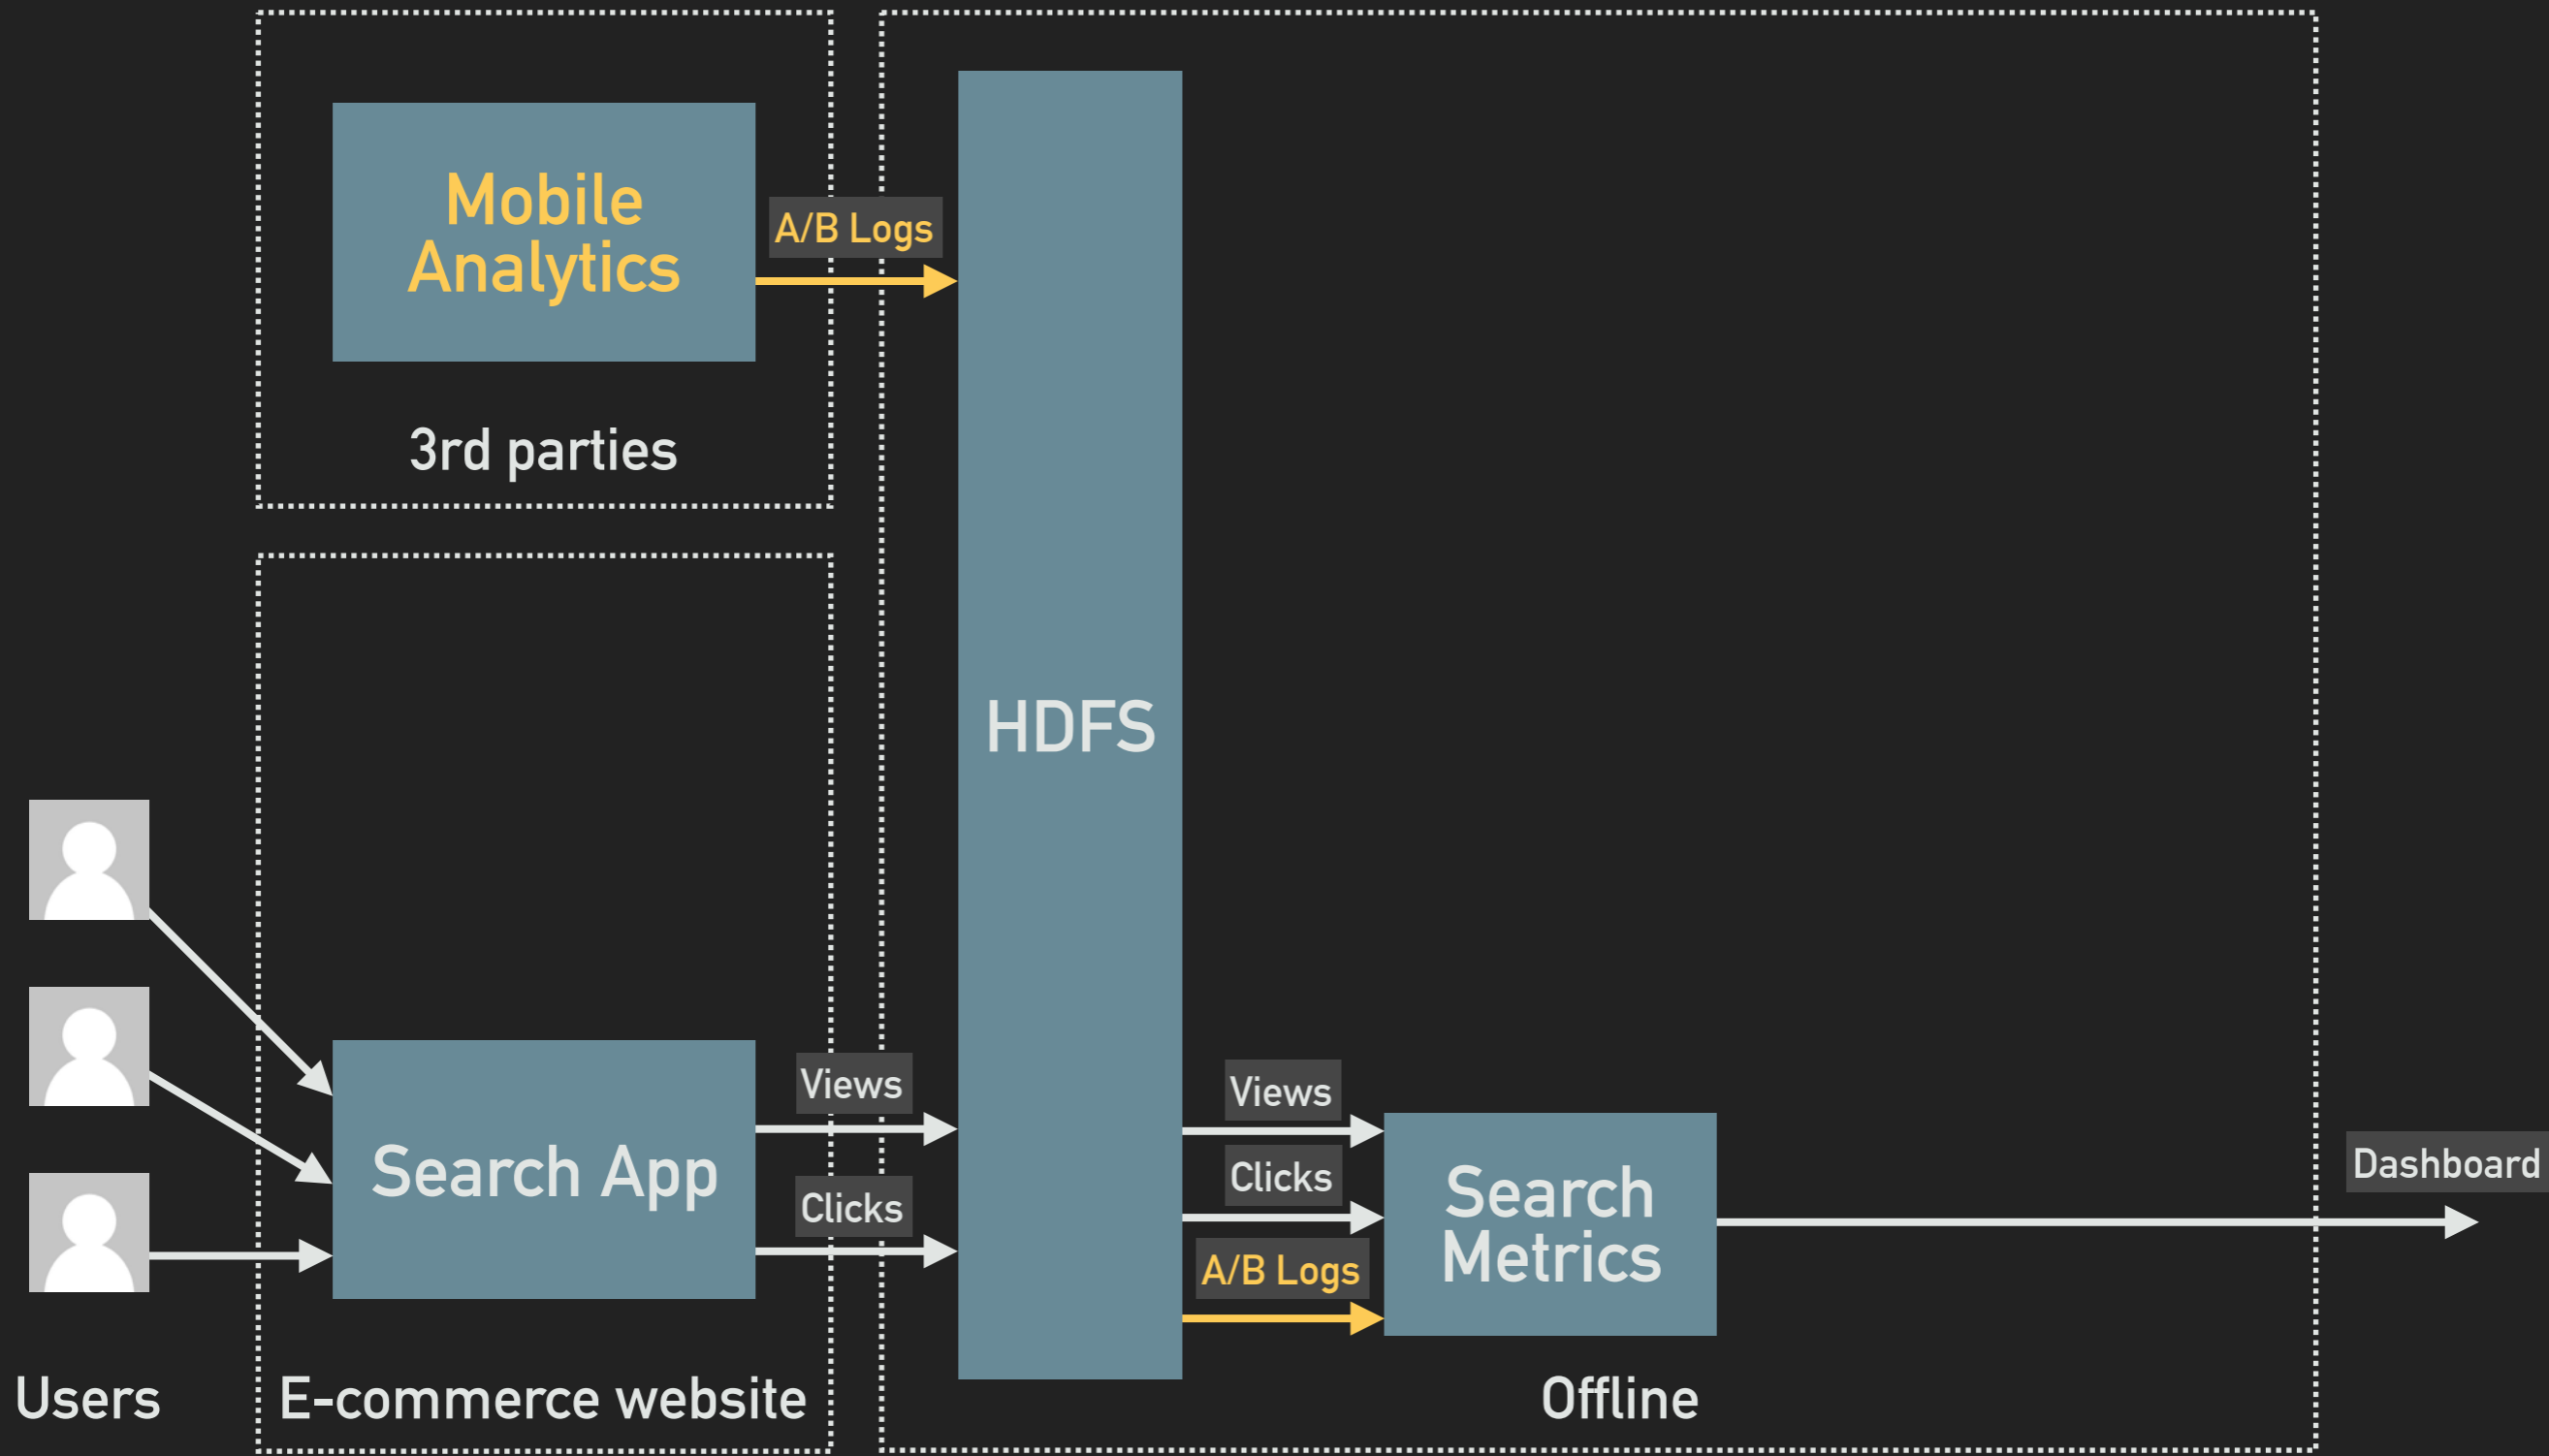 Mobile
Analytics
A/B Logs
3rd parties
HDFS
Views
Clicks
Search App
Views
Clicks
A/B Logs
Search
Metrics
Dashboard
Users
E-commerce website
Offline